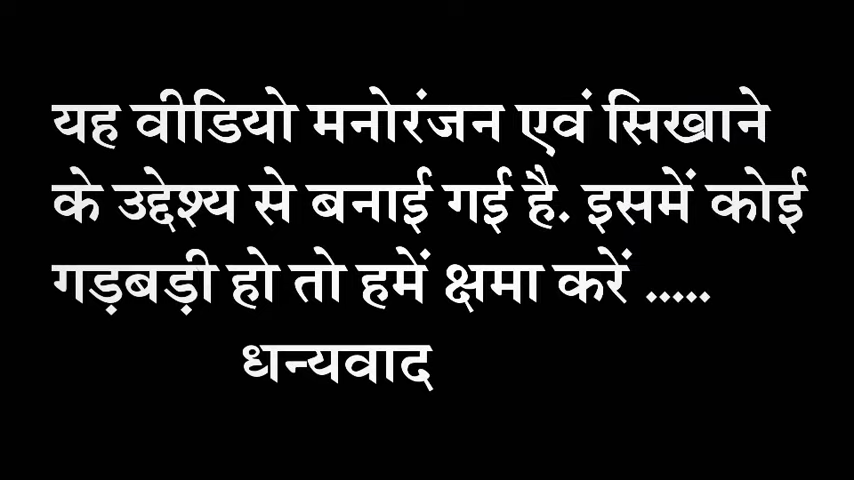 यह वीडियो मनोरंजन एवं सिखाने
के उद्देश्य से बनाई गई है. इसमें कोई
गड़बड़ी हो तो हमें क्षमा करें .....
धन्यवाद